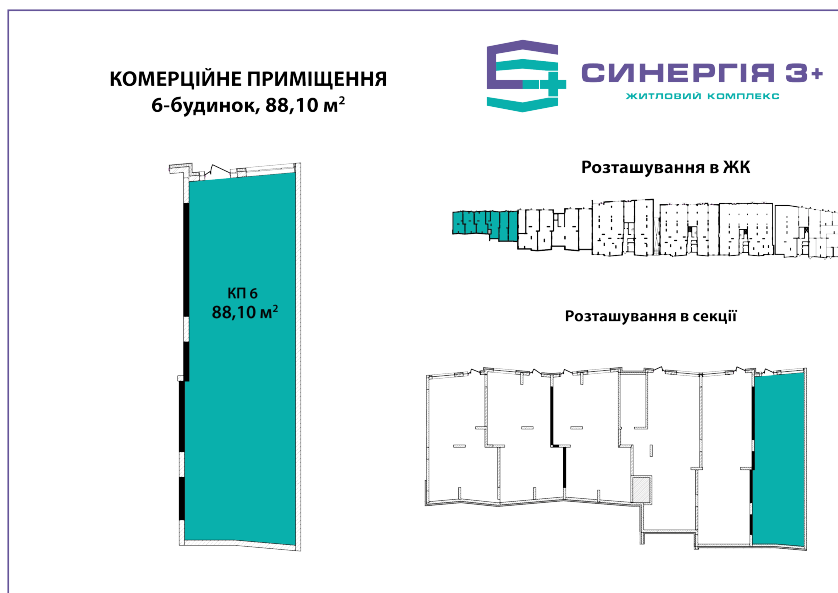 КОМЕРЦІЙНЕ ПРИМІЩЕННЯ
6-будинок, 88,10 м²
СИНЕРГІЯ 3+
ЖИТЛОВИЙ КОМПЛЕКС
Розташування в ЖК
КП 6
88,10 м²
Розташування в секції